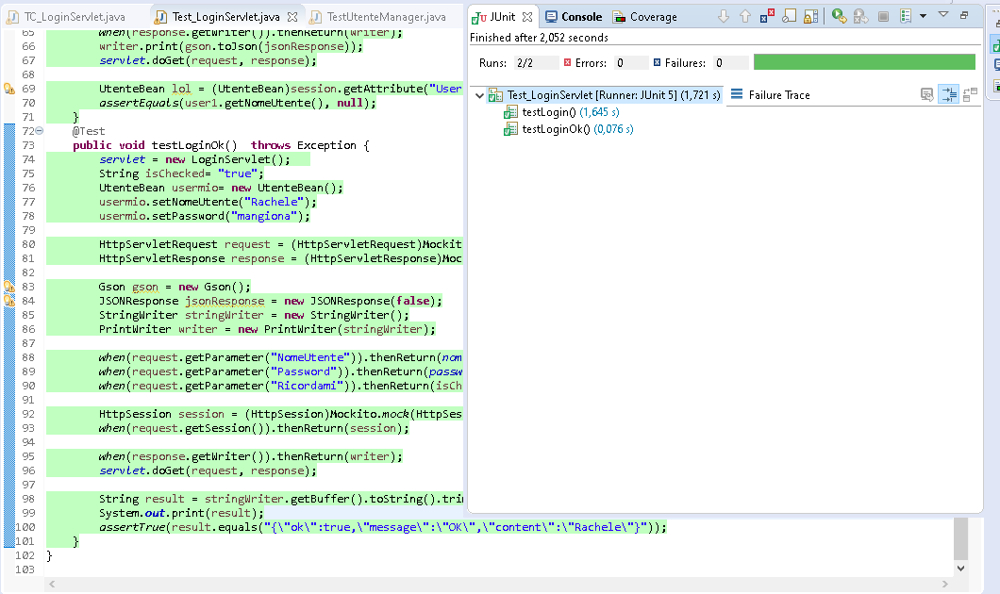 TC_LoginServlet.java Test_LoginServlet.java TestUtenteManager.java
JUnit Console Coverage
Finished after 2,052 seconds
Runs: 2/2 Errors: 0 Failures: 0
Test_LoginServlet [Runner: JUnit 5] (1,721 s)
testLogin() (1,645 s)
testLoginOk() (0,076 s)
Failure Trace
65 when(response.getWriter()).thenReturn(writer);
66 writer.print(gson.toJson(jsonResponse));
67 servlet.doGet(request, response);
68
69 UtenteBean lol = (UtenteBean)session.getAttribute("User
70 assertEquals(user1.getNomeUtente(), null);
71 }
72 @Test
73 public void testLoginOk() throws Exception {
74 servlet = new LoginServlet();
75 String isChecked= "true";
76 UtenteBean usermio= new UtenteBean();
77 usermio.setNomeUtente("Rachele");
78 usermio.setPassword("mangiona");
79
80 HttpServletRequest request = (HttpServletRequest)Mockit
81 HttpServletResponse response = (HttpServletResponse)Moc
82
83 Gson gson = new Gson();
84 JSONResponse jsonResponse = new JSONResponse(false);
85 StringWriter stringWriter = new StringWriter();
86 PrintWriter writer = new PrintWriter(stringWriter);
87
88 when(request.getParameter("NomeUtente")).thenReturn(nom
89 when(request.getParameter("Password")).thenReturn(passw
90 when(request.getParameter("Ricordami")).thenReturn(isCh
91
92 HttpSession session = (HttpSession)Mockito.mock(HttpSes
93 when(request.getSession()).thenReturn(session);
94
95 when(response.getWriter()).thenReturn(writer);
96 servlet.doGet(request, response);
97
98 String result = stringWriter.getBuffer().toString().trim
99 System.out.print(result);
100 assertTrue(result.equals("{\"ok\":true,\"message\":\"OK\",\"content\":\"Rachele\"}"));
101 }
102 }
103